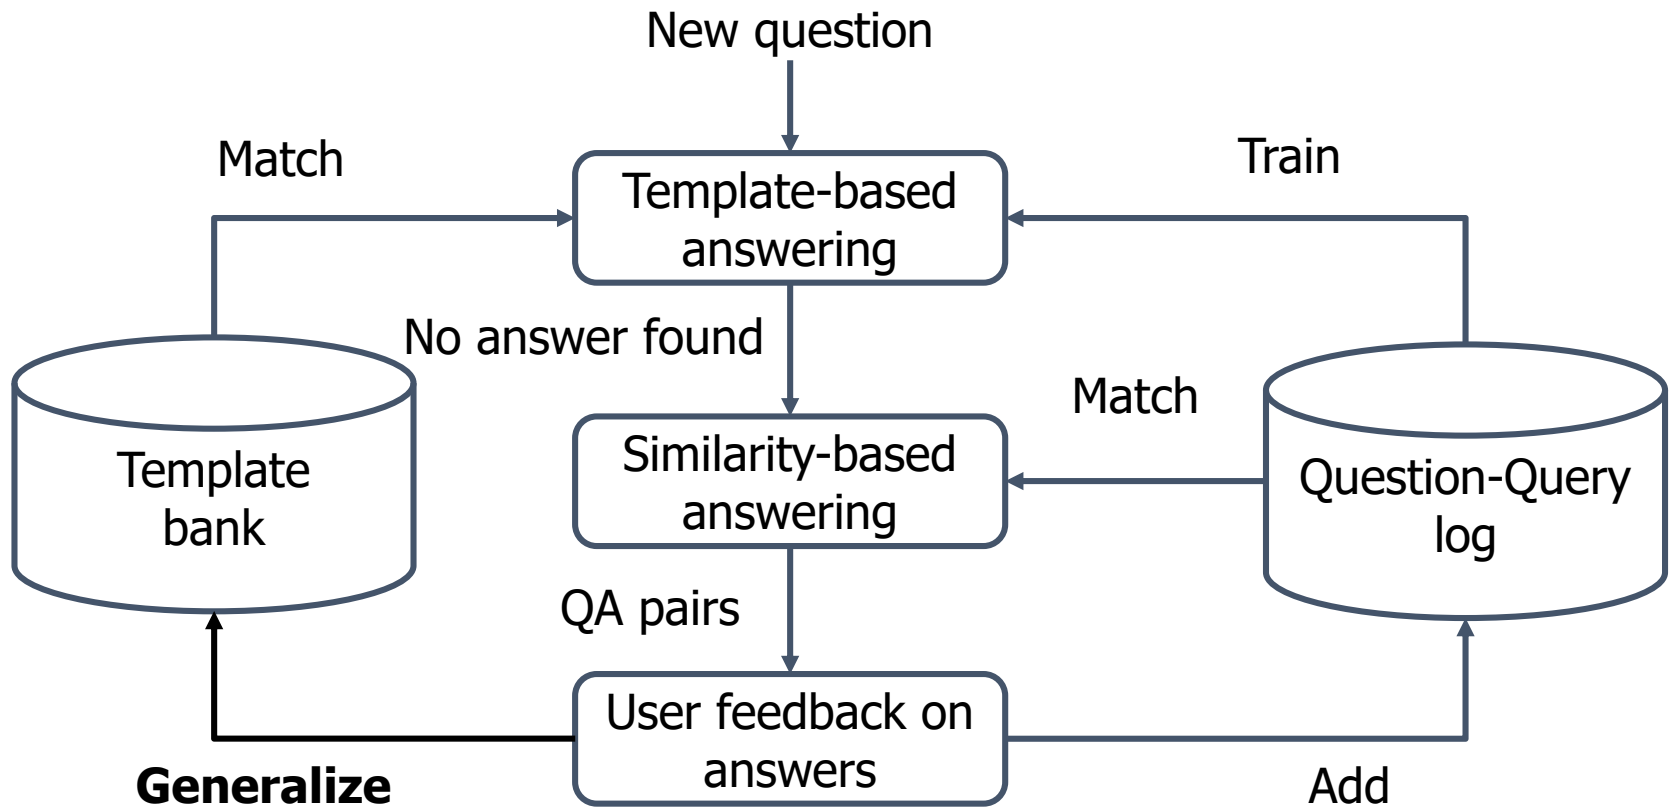 New question
Match
Train
Template-based
answering
No answer found
Match
Template
bank
Similarity-based
answering
Question-Query
log
QA pairs
User feedback on
answers
Generalize
Add